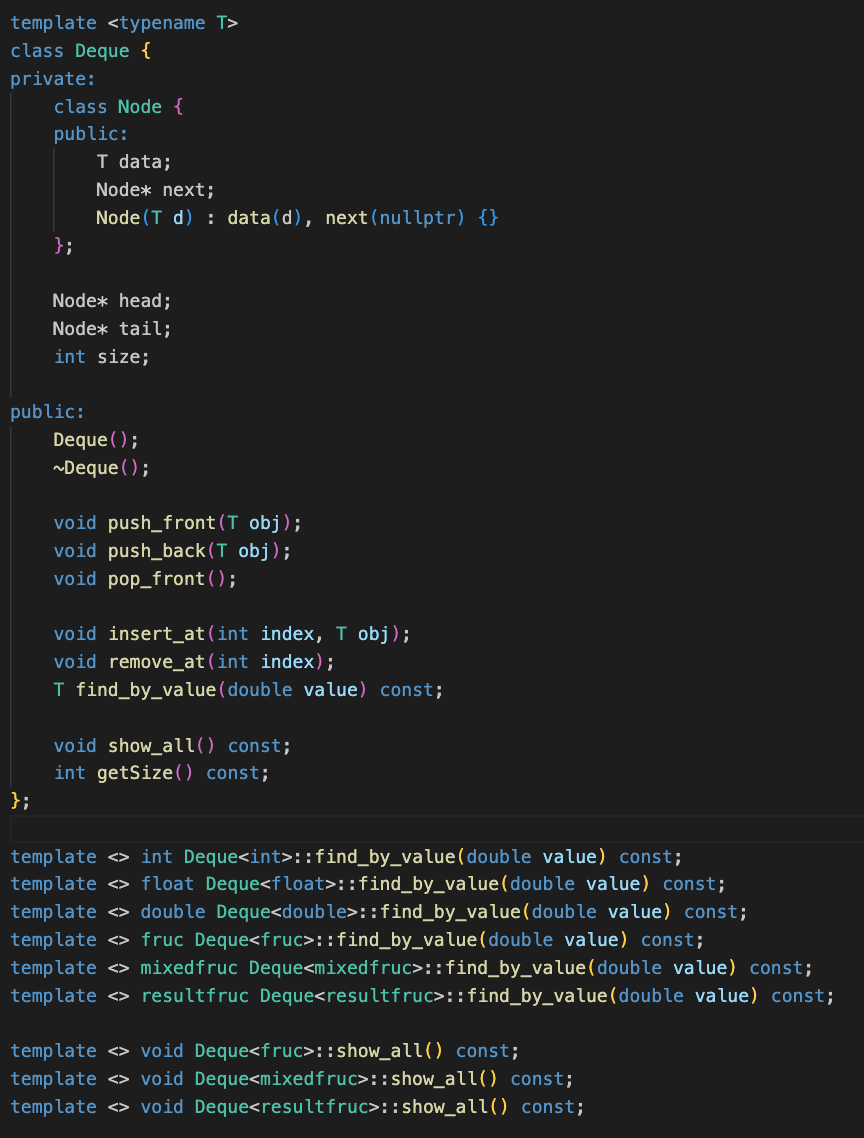 template <typename T>
class Deque {
private:
    class Node {
    public:
        T data;
        Node* next;
        Node(T d) : data(d), next(nullptr) {}
    };

    Node* head;
    Node* tail;
    int size;

public:
    Deque();
    ~Deque();

    void push_front(T obj);
    void push_back(T obj);
    void pop_front();

    void insert_at(int index, T obj);
    void remove_at(int index);
    T find_by_value(double value) const;

    void show_all() const;
    int getSize() const;
};

template <> int Deque<int>::find_by_value(double value) const;
template <> float Deque<float>::find_by_value(double value) const;
template <> double Deque<double>::find_by_value(double value) const;
template <> fruc Deque<fruc>::find_by_value(double value) const;
template <> mixedfruc Deque<mixedfruc>::find_by_value(double value) const;
template <> resultfruc Deque<resultfruc>::find_by_value(double value) const;

template <> void Deque<fruc>::show_all() const;
template <> void Deque<mixedfruc>::show_all() const;
template <> void Deque<resultfruc>::show_all() const;